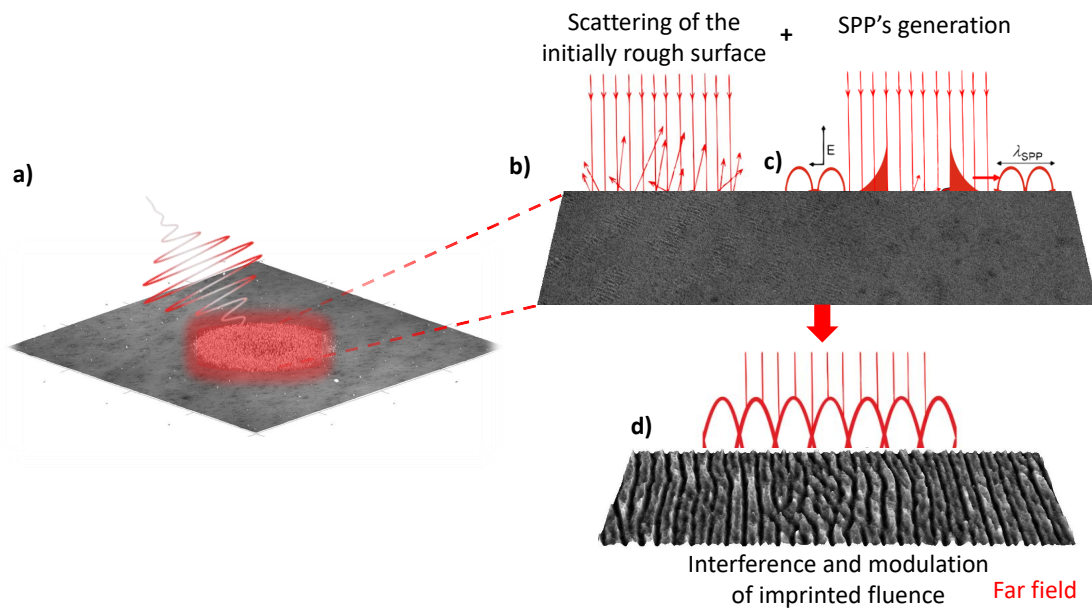 Scattering of the
initially rough surface
+
SPP's generation
a)
b)
E
c)
λSPP
d)
Interference and modulation
of imprinted fluence
Far field